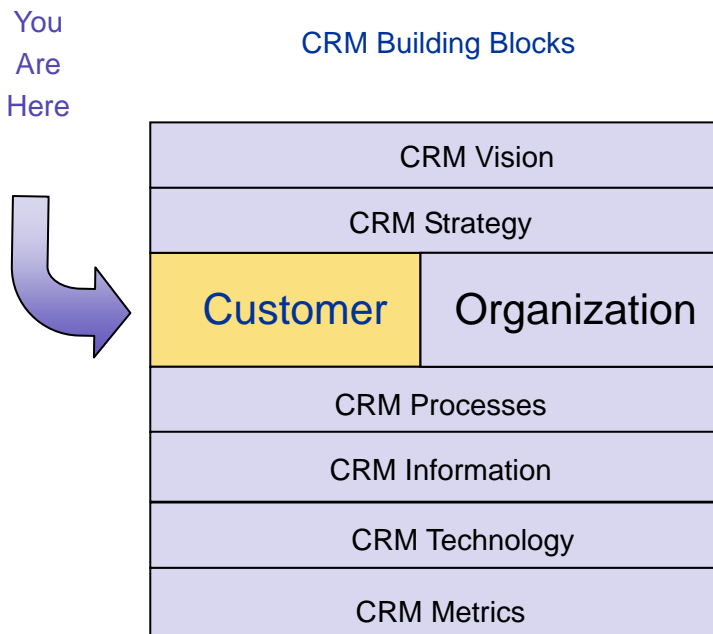 You
Are
Here
CRM Building Blocks
CRM Vision
CRM Strategy
Customer
Organization
CRM Processes
CRM Information
CRM Technology
CRM Metrics